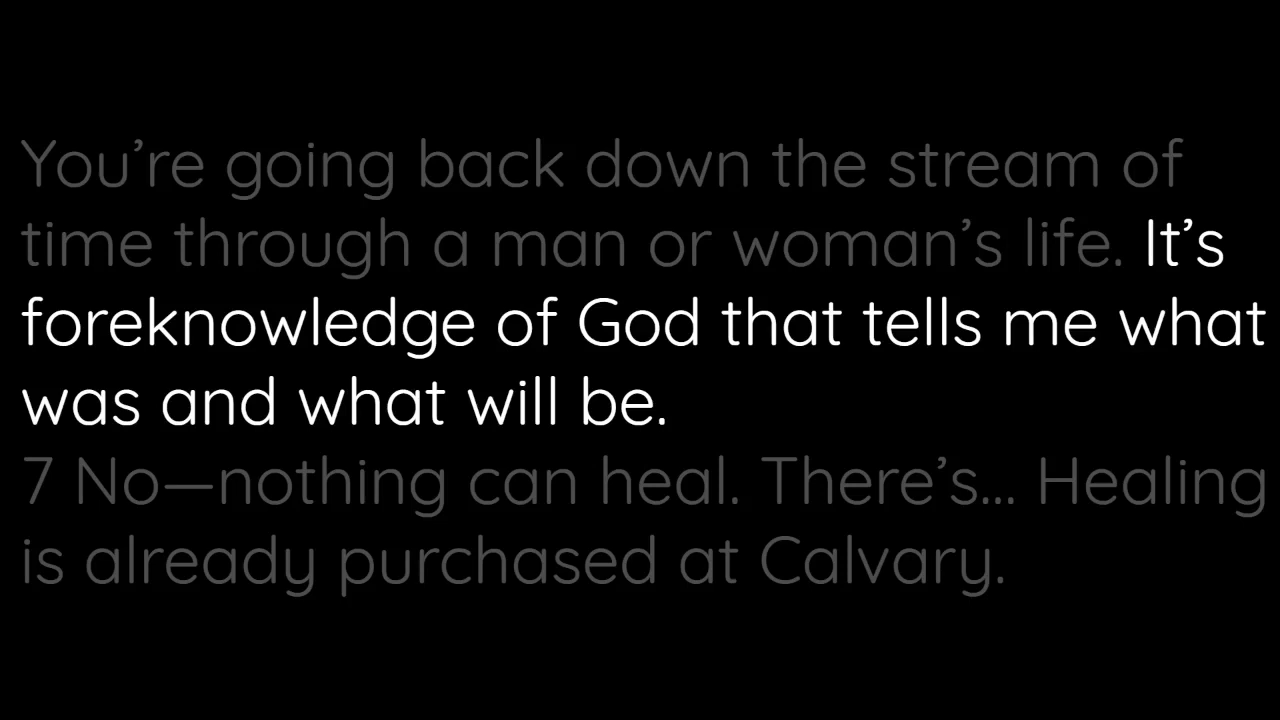 You’re going back down the stream of
time through a man or woman’s life. It’s
foreknowledge of God that tells me what
was and what will be.
7 No—nothing can heal. There’s... Healing
is already purchased at Calvary.